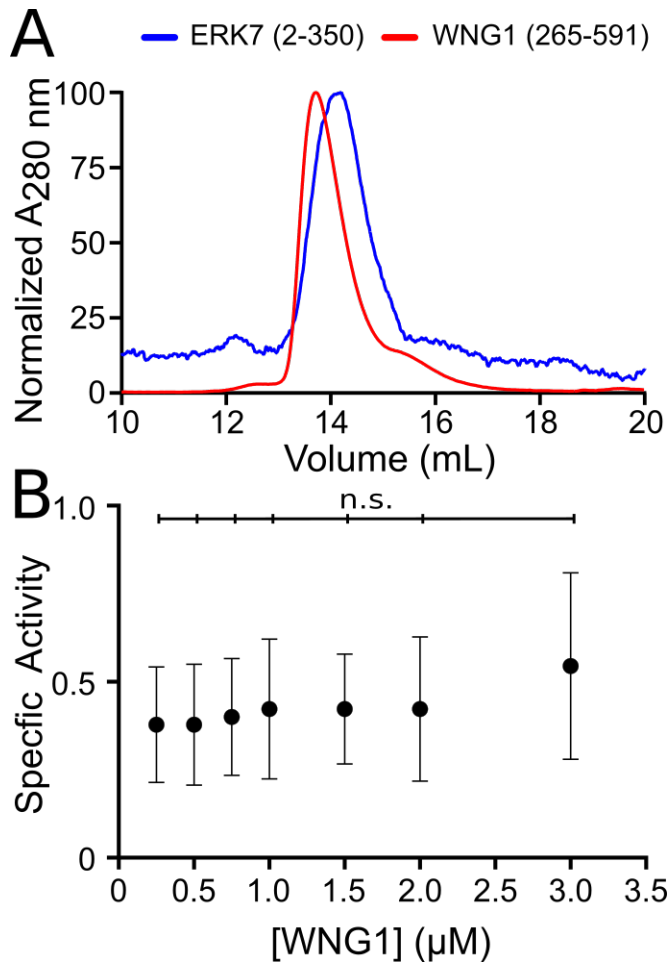 A
ERK7 (2-350) WNG1 (265-591)
Normalized A280 nm
100
75
50
25
0
10 12 14 16 18 20
Volume (mL)
B
n.s.
Specfic Activity
1.0
0.5
0
0 0.5 1.0 1.5 2.0 2.5 3.0 3.5
[WNG1] (μM)